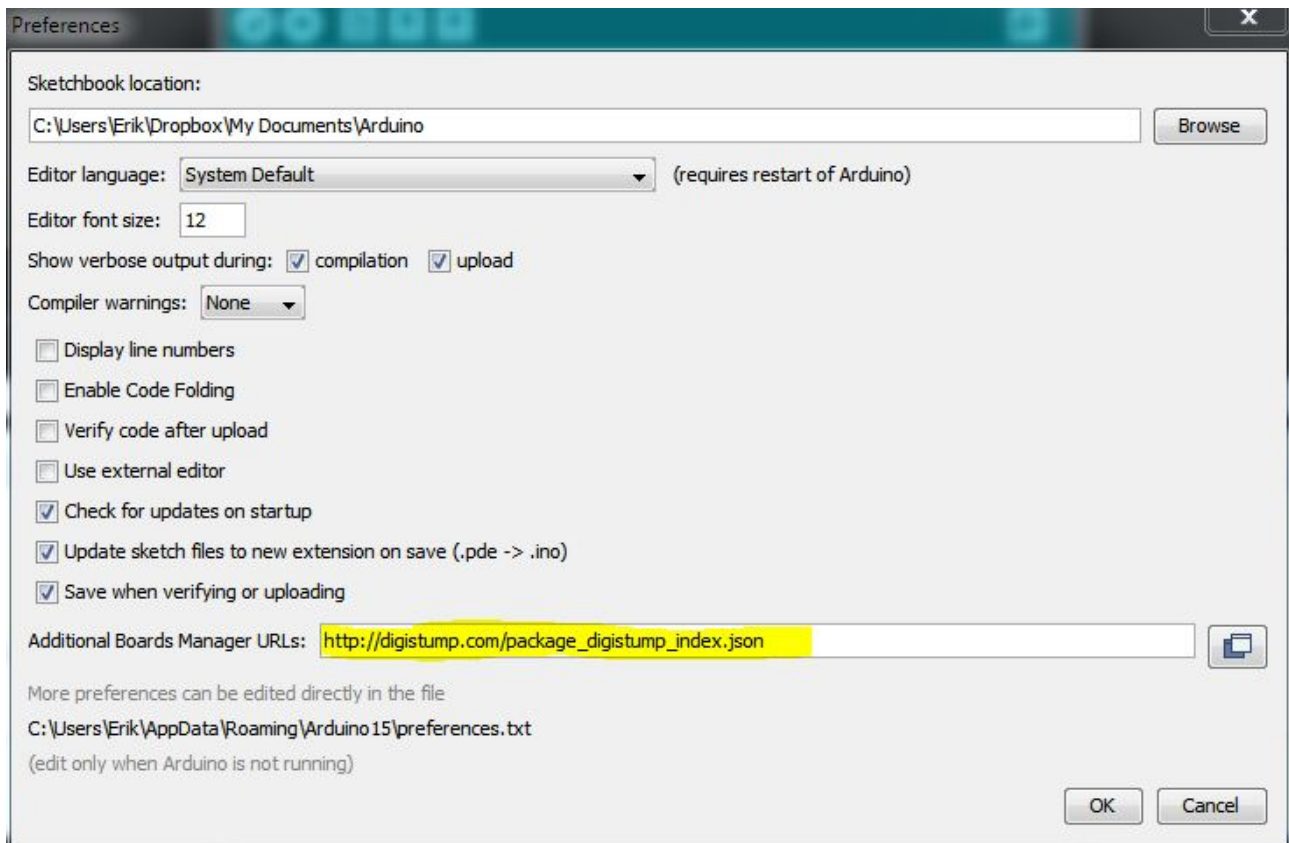 Preferences
X
Sketchbook location:
C:\Users\Erik\Dropbox\My Documents\Arduino
Browse
Editor language: System Default (requires restart of Arduino)
Editor font size: 12
Show verbose output during: compilation upload
Compiler warnings: None
Display line numbers
Enable Code Folding
Verify code after upload
Use external editor
Check for updates on startup
Update sketch files to new extension on save (.pde -> .ino)
Save when verifying or uploading
Additional Boards Manager URLs: http://digistump.com/package_digistump_index.json
More preferences can be edited directly in the file
C:\Users\Erik\AppData\Roaming\Arduino15\preferences.txt
(edit only when Arduino is not running)
OK Cancel